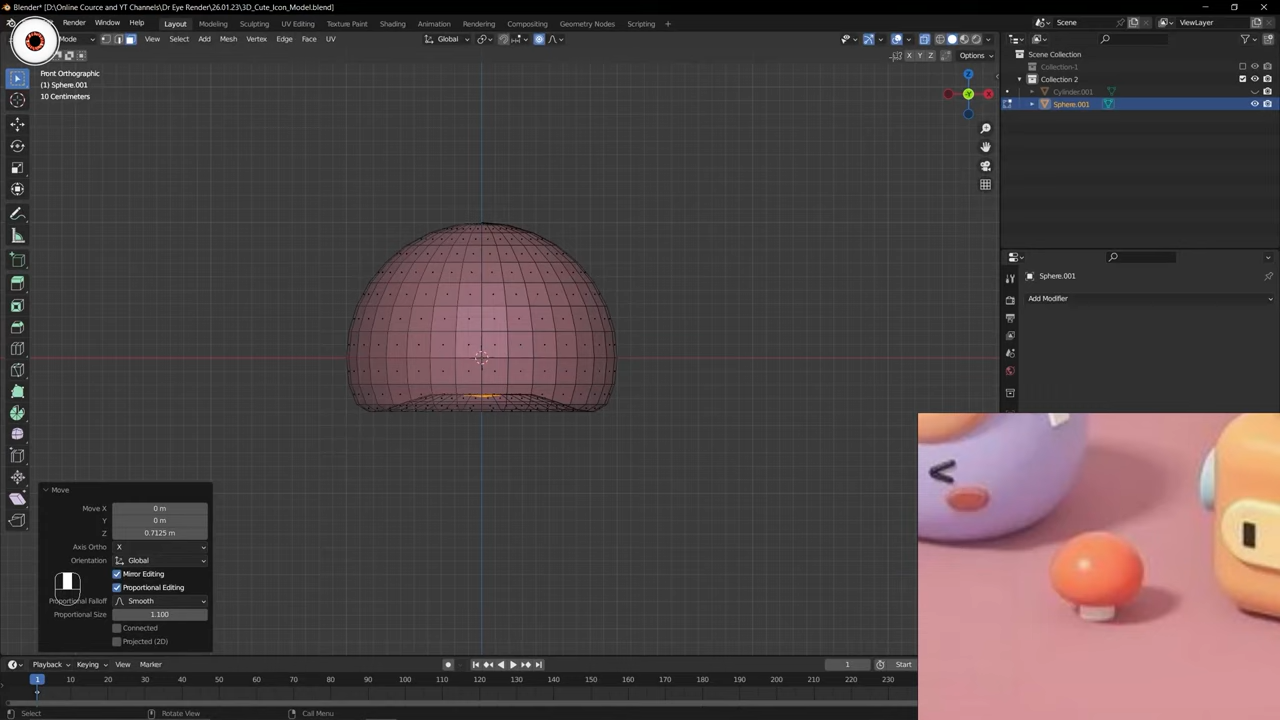 Blender* [D:\Online Cource and YT Channels\Dr Eye Render\26.01.23\3D_Cute_Icon_Model.blend]
Render Window Help Layout Modeling Sculpting UV Editing Texture Paint Shading Animation Rendering Compositing Geometry Nodes Scripting Scene ViewLayer
Mode View Select Add Mesh Vertex Edge Face UV Global
X Y Z Options
Front Orthographic
(1) Sphere.001
10 Centimeters
Z
Y
X
Scene Collection
Collection-1
Collection 2
Cylinder.001
Sphere.001
Sphere.001
Add Modifier
Move
Move X 0 m
Y 0 m
Z 0.7125 m
Axis Ortho X
Orientation Global
Mirror Editing
Proportional Editing
Proportional Falloff Smooth
Proportional Size 1.100
Connected
Projected (2D)
Playback Keying View Marker 1 Start
1 10 20 30 40 50 60 70 80 90 100 110 120 130 140 150 160 170 180 190 200 210 220 230
Select Rotate View Call Menu